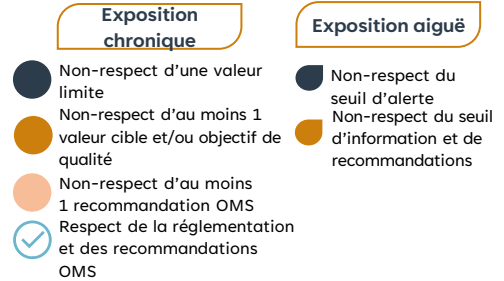 Exposition
chronique
Non-respect d'une valeur
limite
Non-respect d'au moins 1
valeur cible et/ou objectif de
qualité
Non-respect d'au moins
1 recommandation OMS
Respect de la réglementation
et des recommandations
OMS
Exposition aiguë
Non-respect du
seuil d'alerte
Non-respect du seuil
d'information et de
recommandations